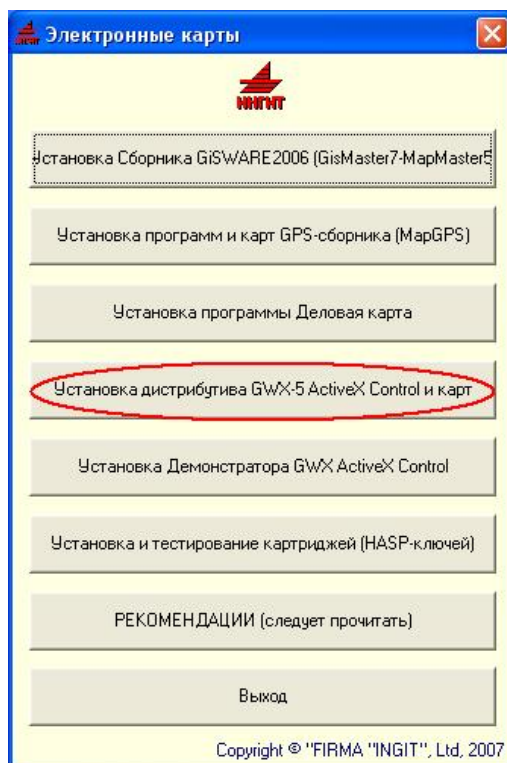 Электронные карты
ИНГИТ
Установка Сборника GiSWARE2006 (GisMaster7-MapMaster5
Установка программ и карт GPS-сборника (MapGPS)
Установка программы Деловая карта
Установка дистрибутива GWX-5 ActiveX Control и карт
Установка Демонстратора GWX ActiveX Control
Установка и тестирование картриджей (HASP-ключей)
РЕКОМЕНДАЦИИ (следует прочитать)
Выход
Copyright © "FIRMA "INGIT", Ltd, 2007